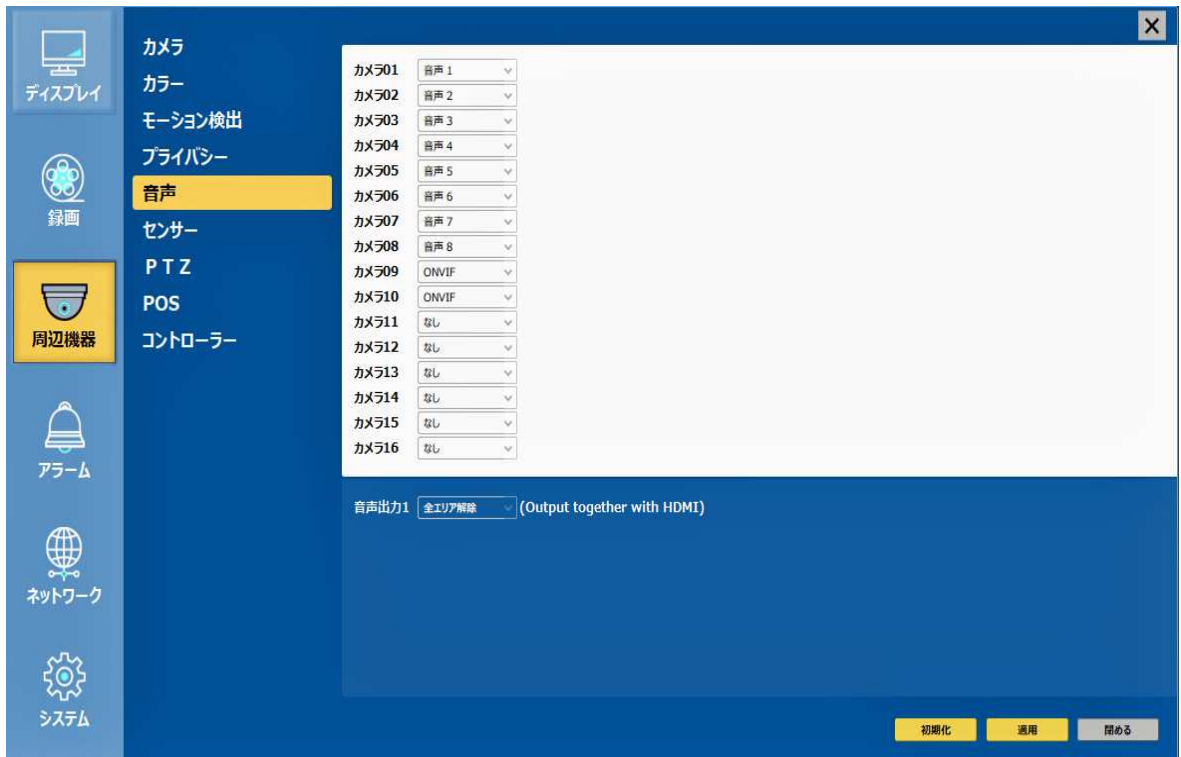 ディスプレイ
録画
周辺機器
アラーム
ネットワーク
システム
カメラ
カラー
モーション検出
プライバシー
音声
センサー
PTZ
POS
コントローラー
カメラ01 音声 1
カメラ02 音声 2
カメラ03 音声 3
カメラ04 音声 4
カメラ05 音声 5
カメラ06 音声 6
カメラ07 音声 7
カメラ08 音声 8
カメラ09 ONVIF
カメラ10 ONVIF
カメラ11 なし
カメラ12 なし
カメラ13 なし
カメラ14 なし
カメラ15 なし
カメラ16 なし
音声出力1 全エリア解除 (Output together with HDMI)
初期化 適用 閉める